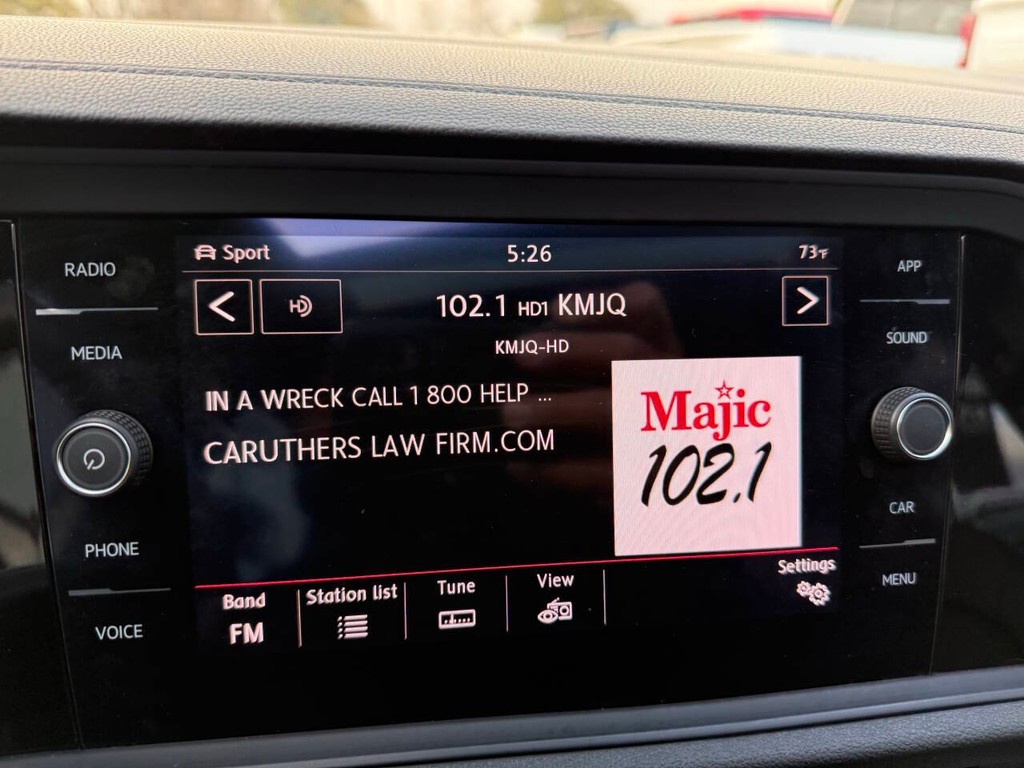 RADIO
MEDIA
PHONE
VOICE
Sport
5:26
73°F
HD
102.1 HD1 KMJQ
KMJQ-HD
IN A WRECK CALL 1 800 HELP ...
CARUTHERS LAW FIRM.COM
Majic
102.1
Band
FM
Station list
Tune
View
Settings
APP
SOUND
CAR
MENU